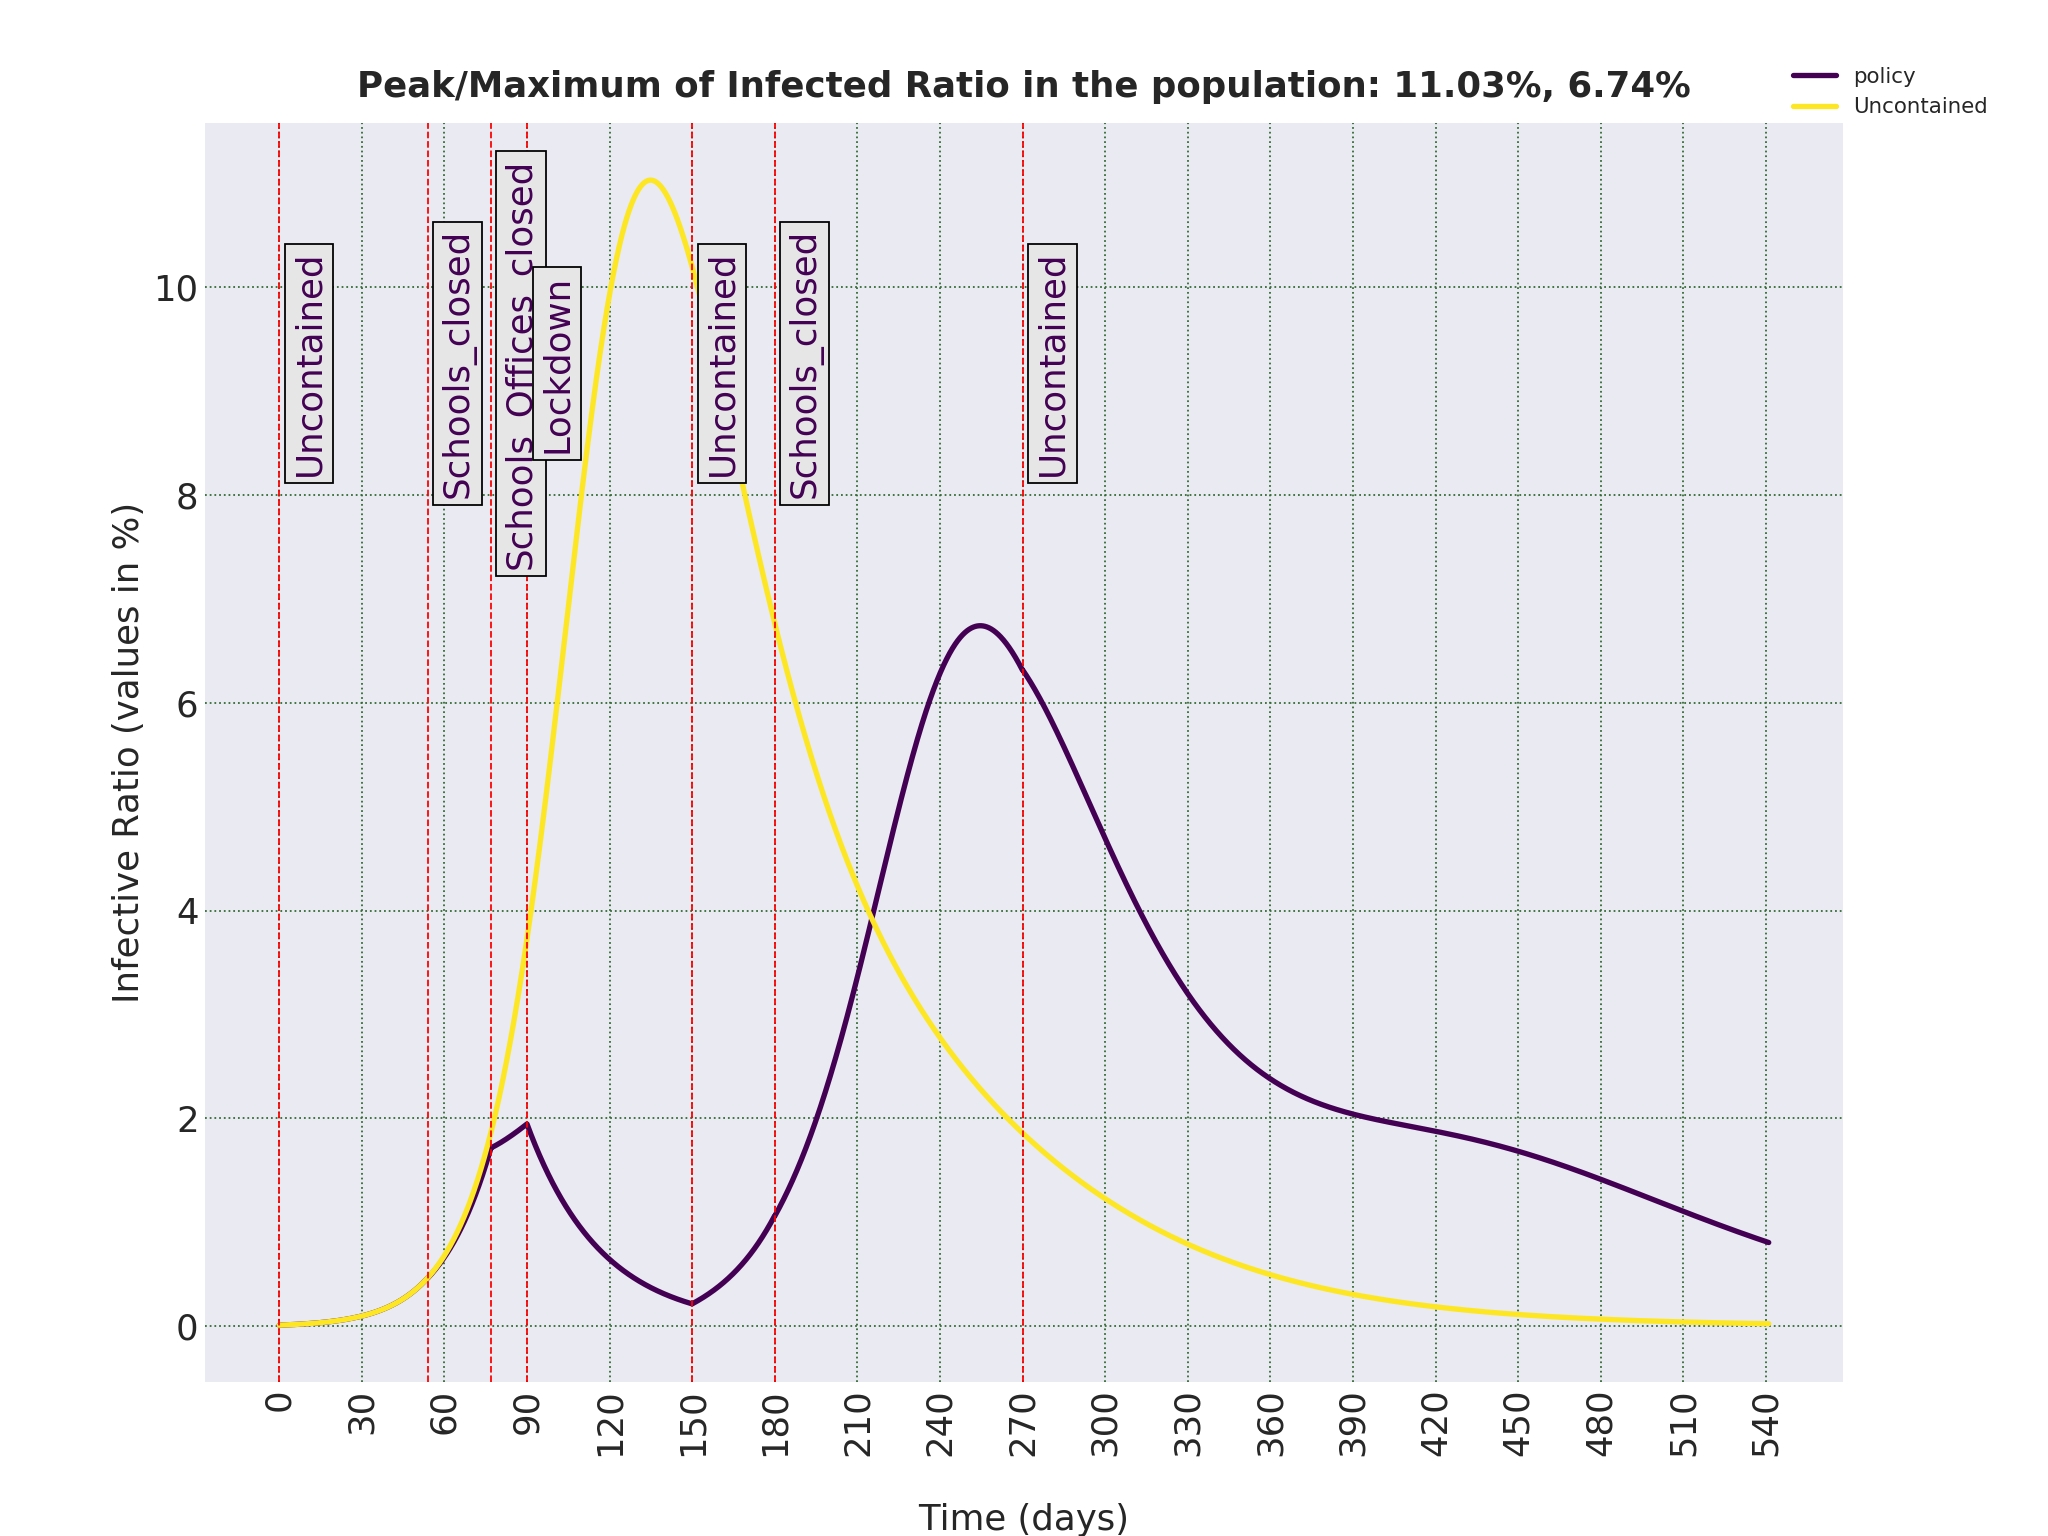 Peak/Maximum of Infected Ratio in the population: 11.03%, 6.74%
policy
Uncontained
Uncontained
Schools_closed
Schools_Offices_closed
Lockdown
Uncontained
Schools_closed
Uncontained
Infective Ratio (values in %)
10
8
6
4
2
0
0 30 60 90 120 150 180 210 240 270 300 330 360 390 420 450 480 510 540
Time (days)